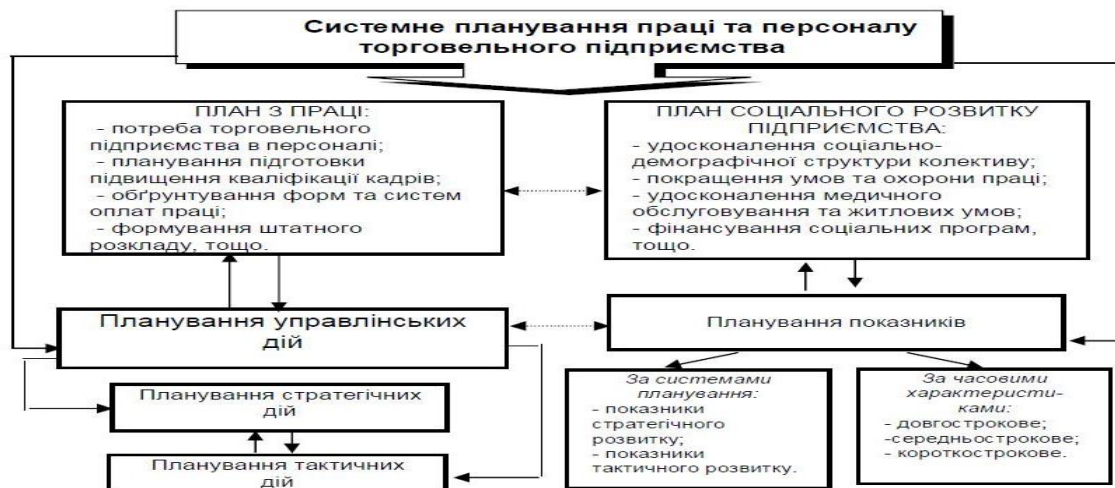 Системне планування праці та персоналу
торговельного підприємства
ПЛАН З ПРАЦІ:
- потреба торговельного
підприємства в персоналі;
- планування підготовки
підвищення кваліфікації кадрів;
- обґрунтування форм та систем
оплат праці;
- формування штатного
розкладу, тощо.
ПЛАН СОЦІАЛЬНОГО РОЗВИТКУ
ПІДПРИЄМСТВА:
- удосконалення соціально-
демографічної структури колективу;
- покращення умов та охорони праці;
- удосконалення медичного
обслуговування та житлових умов;
- фінансування соціальних програм,
тощо.
Планування управлінських
дій
Планування показників
Планування стратегічних
дій
Планування тактичних
дій
За системами
планування:
- показники
стратегічного
розвитку;
- показники
тактичного розвитку.
За часовими
характеристи-
ками:
- довгострокове;
-середньострокове;
- короткострокове.